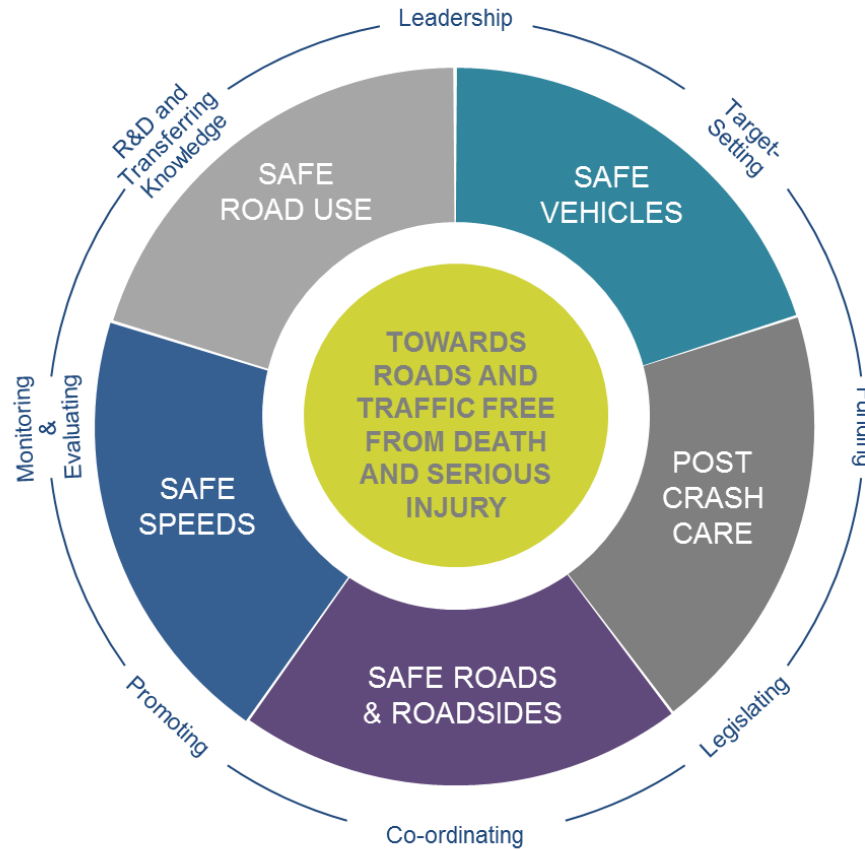 Leadership
Target-
Setting
Funding
Legislating
Co-ordinating
Promoting
Monitoring
&
Evaluating
R&D and
Transferring
Knowledge
SAFE
VEHICLES
POST
CRASH
CARE
SAFE ROADS
& ROADSIDES
SAFE
SPEEDS
SAFE
ROAD USE
TOWARDS
ROADS AND
TRAFFIC FREE
FROM DEATH
AND SERIOUS
INJURY